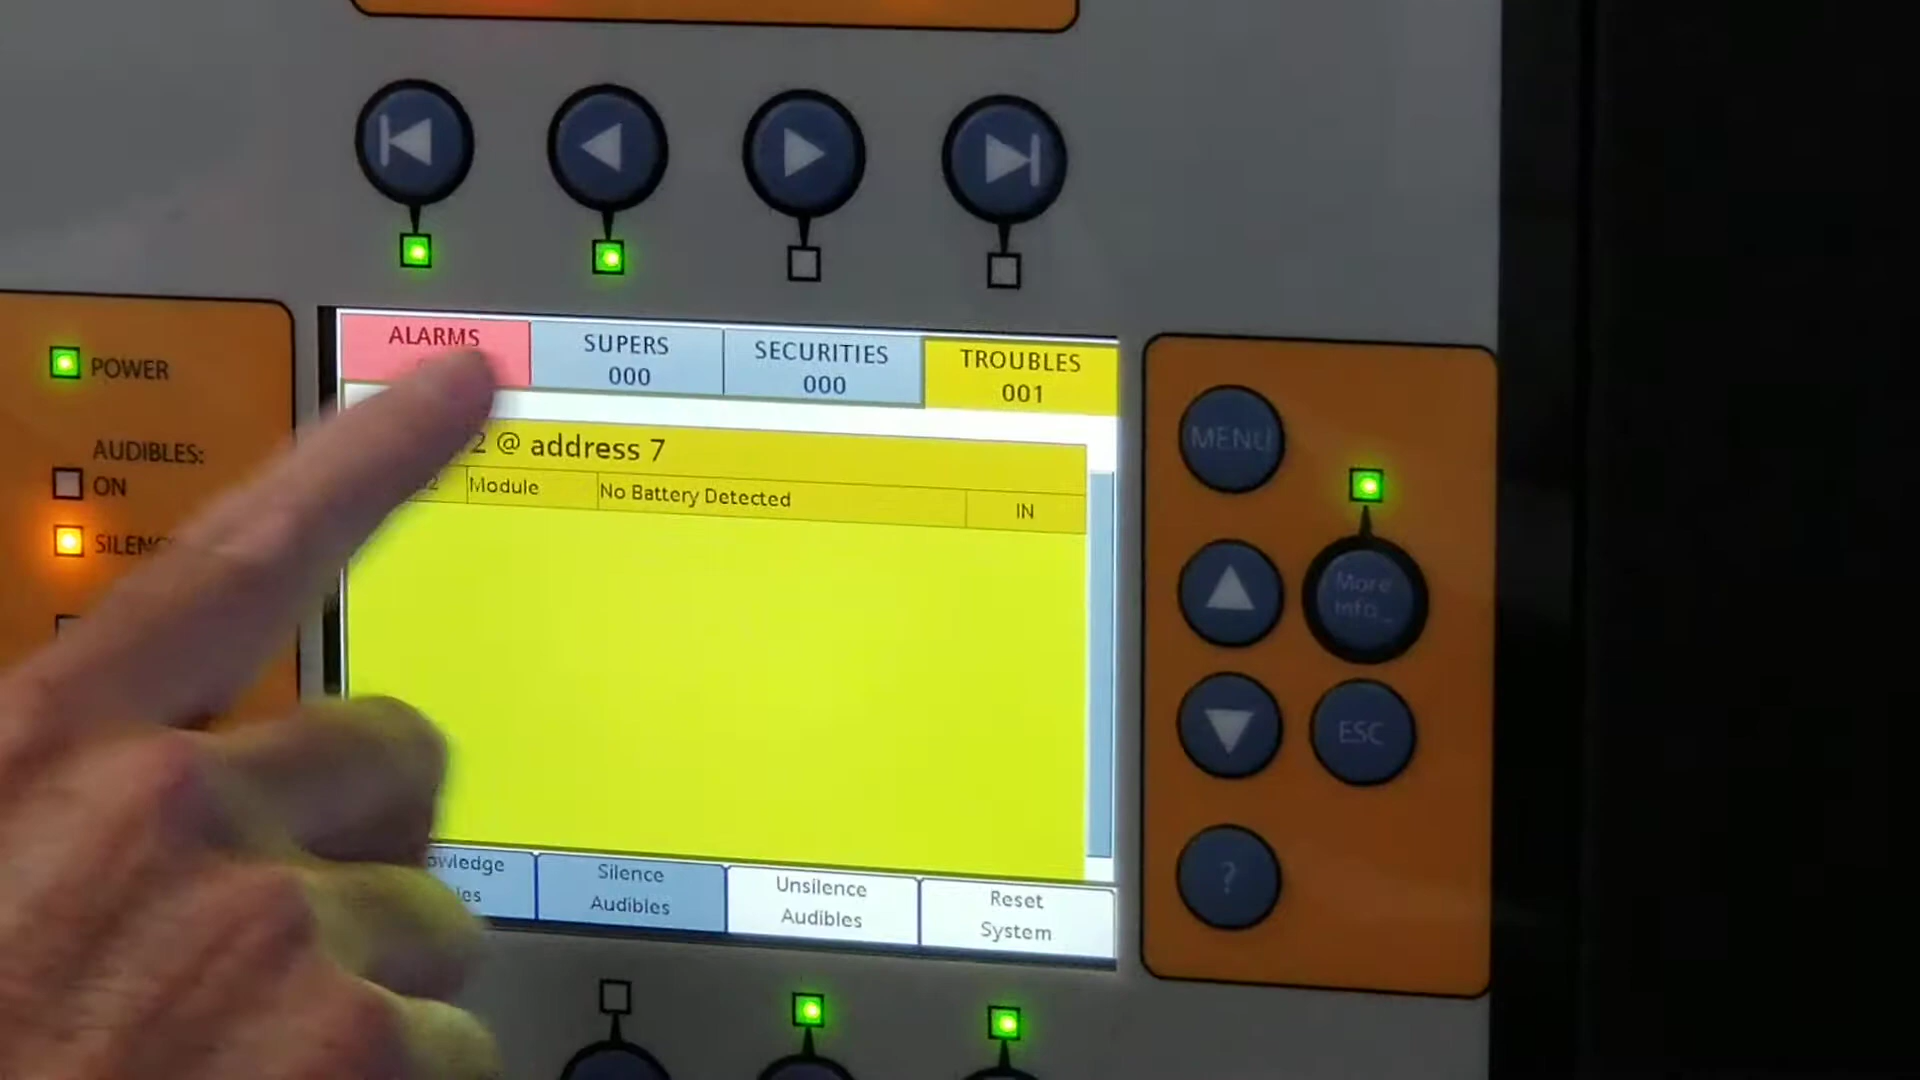 ALARMS
SUPERS
000
SECURITIES
000
TROUBLES
001
2 @ address 7
Module
No Battery Detected
IN
Silence
Audibles
Unsilence
Audibles
Reset
System
POWER
AUDIBLES:
ON
MENU
More
Info...
ESC
?